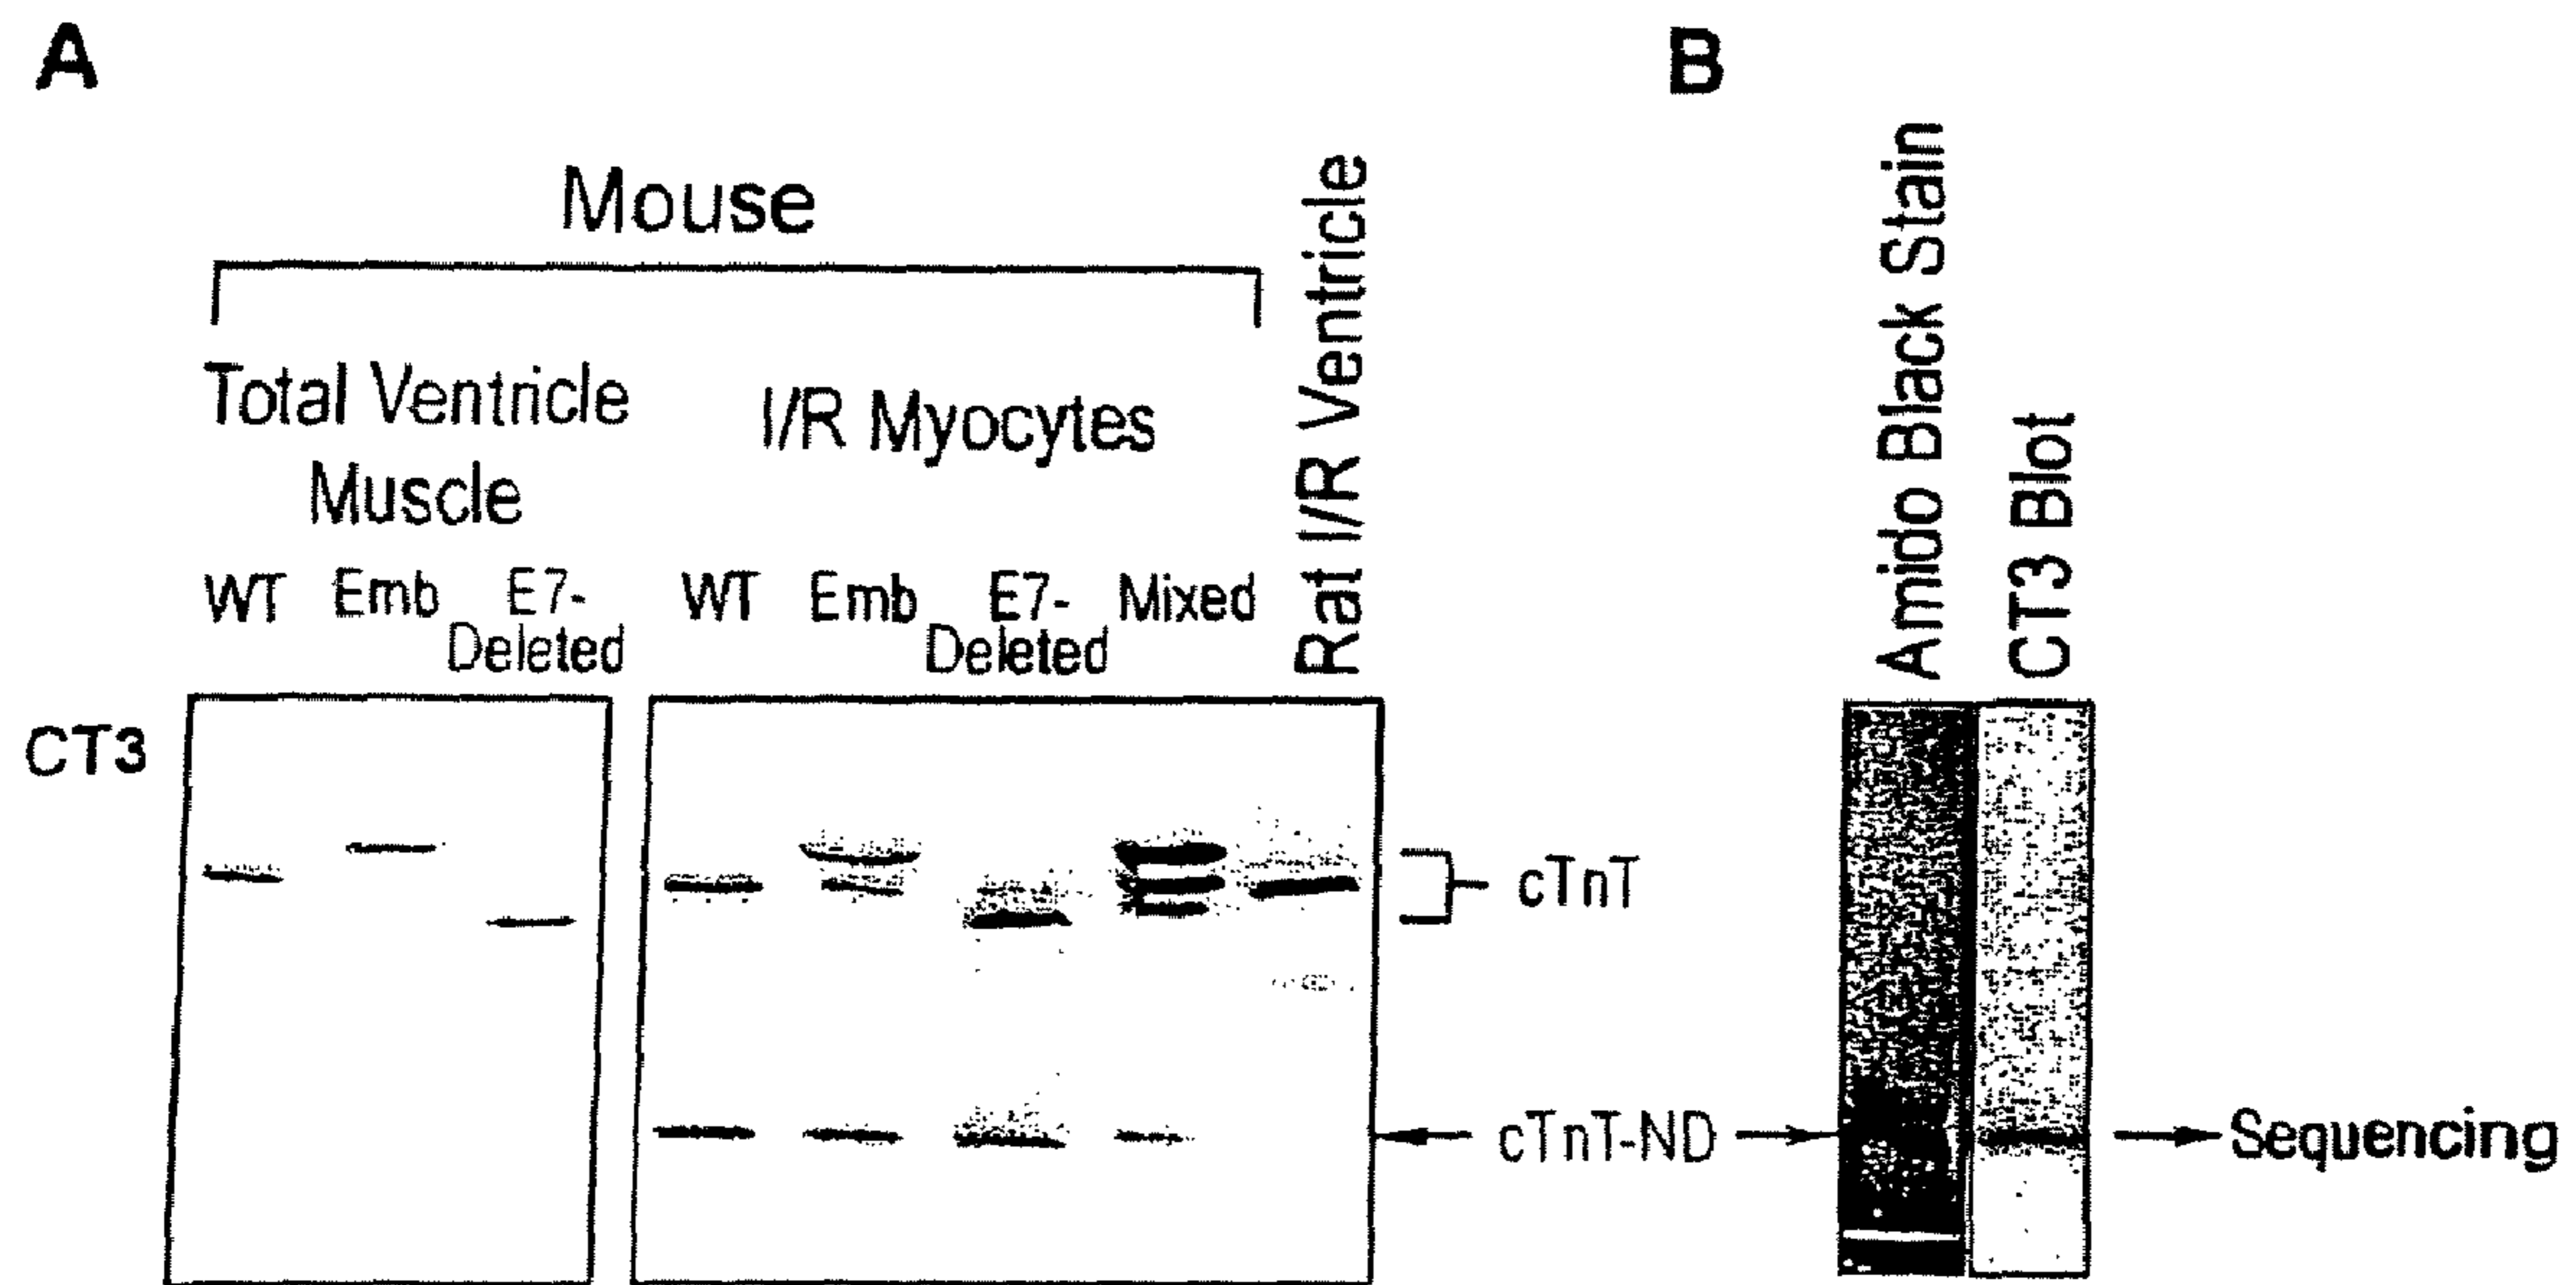 A
B
Mouse
Total Ventricle
Muscle
I/R Myocytes
Rat I/R Ventricle
Amido Black Stain
CT3 Blot
WT Emb E7-
Deleted
WT Emb E7-
Deleted
Mixed
CT3
cTnT
cTnT-ND
Sequencing